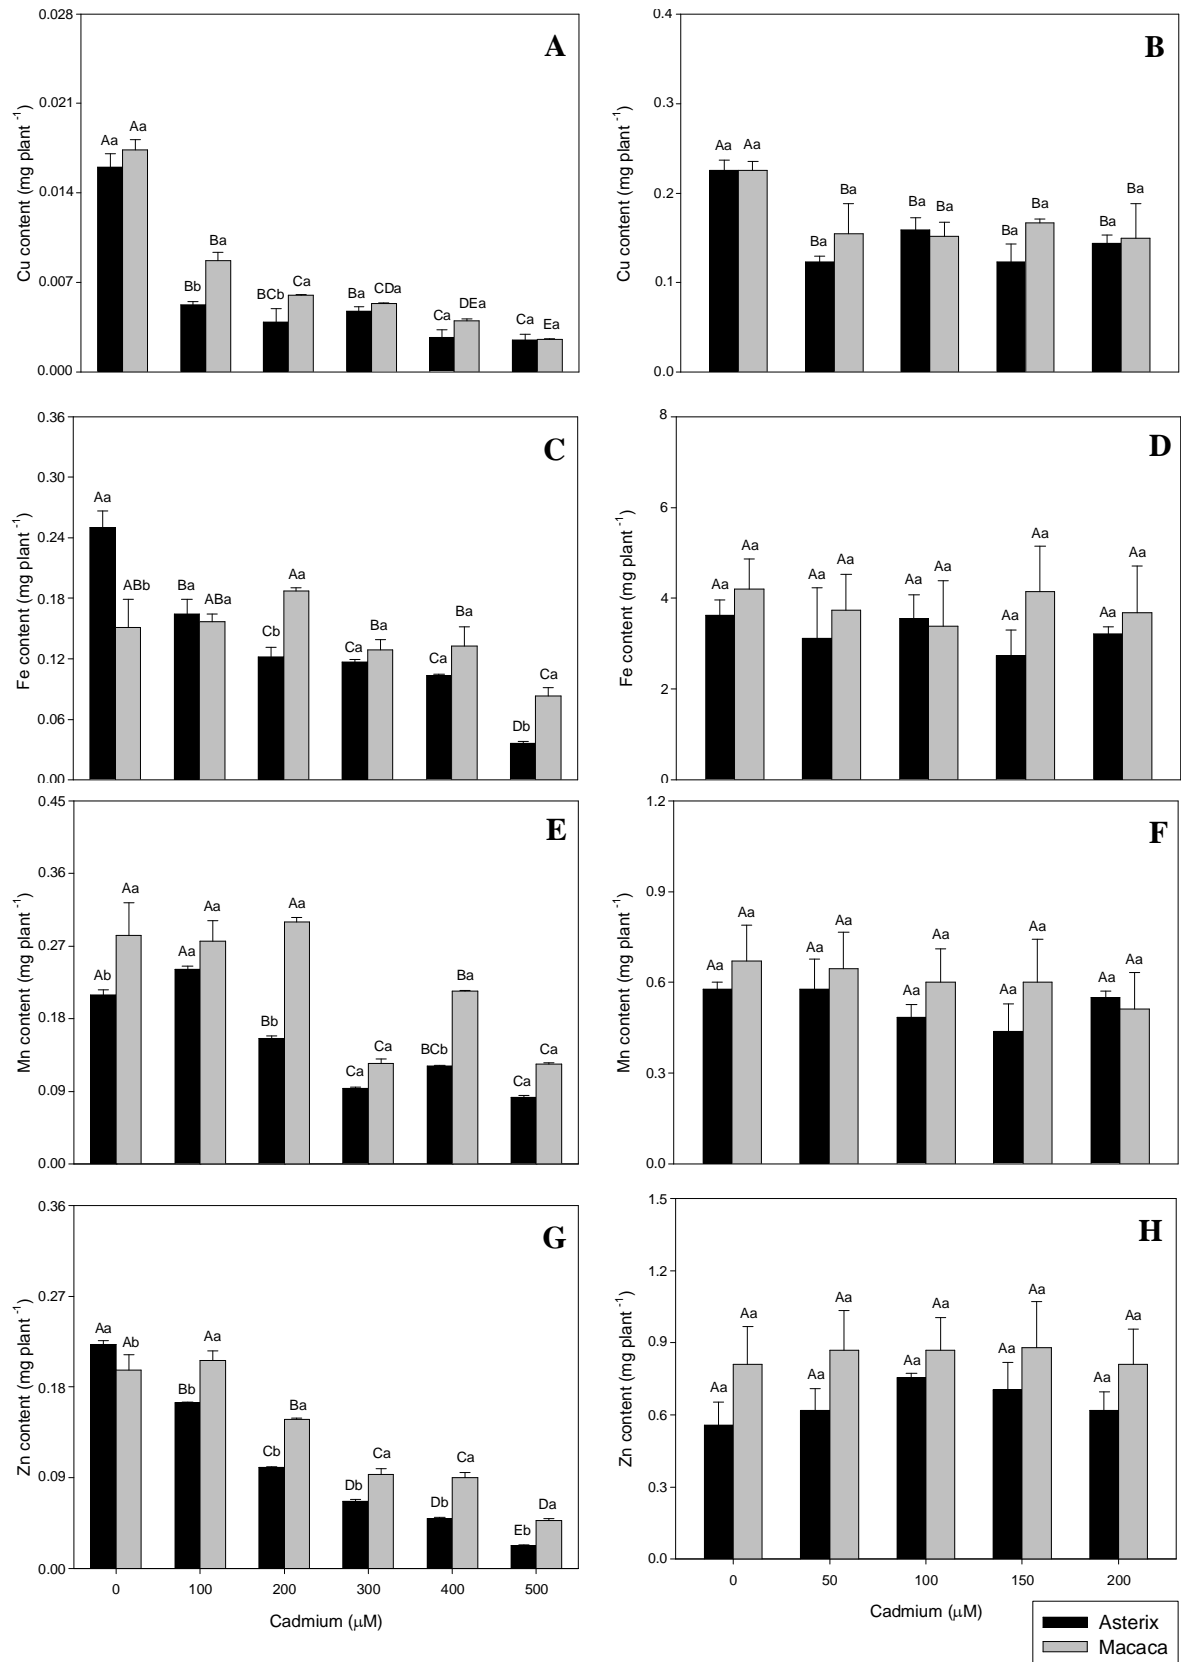 A
Cu content (mg plant -1)
0.028
0.021
0.014
0.007
0.000
Aa Aa
Bb Ba
BCb Ca
Ba CDa
Ca DEa
Ca Ea
B
Cu content (mg plant -1)
0.4
0.3
0.2
0.1
0.0
Aa Aa
Ba Ba
Ba Ba
Ba Ba
Ba Ba
C
Fe content (mg plant -1)
0.36
0.30
0.24
0.18
0.12
0.06
0.00
Aa ABb
Ba ABa
Cb Aa
Ca Ba
Ca Ba
Db Ca
D
Fe content (mg plant -1)
8
6
4
2
0
Aa Aa
Aa Aa
Aa Aa
Aa Aa
Aa Aa
E
Mn content (mg plant -1)
0.45
0.36
0.27
0.18
0.09
0.00
Ab Aa
Aa Aa
Bb Aa
Ca Ca
BCb Ba
Ca Ca
F
Mn content (mg plant -1)
1.2
0.9
0.6
0.3
0.0
Aa Aa
Aa Aa
Aa Aa
Aa Aa
Aa Aa
G
Zn content (mg plant -1)
0.36
0.27
0.18
0.09
0.00
Aa Ab
Bb Aa
Cb Ba
Db Ca
Db Ca
Eb Da
0 100 200 300 400 500
Cadmium (μM)
H
Zn content (mg plant -1)
1.5
1.2
0.9
0.6
0.3
0.0
Aa Aa
Aa Aa
Aa Aa
Aa Aa
Aa Aa
0 50 100 150 200
Cadmium (μM)
Asterix
Macaca